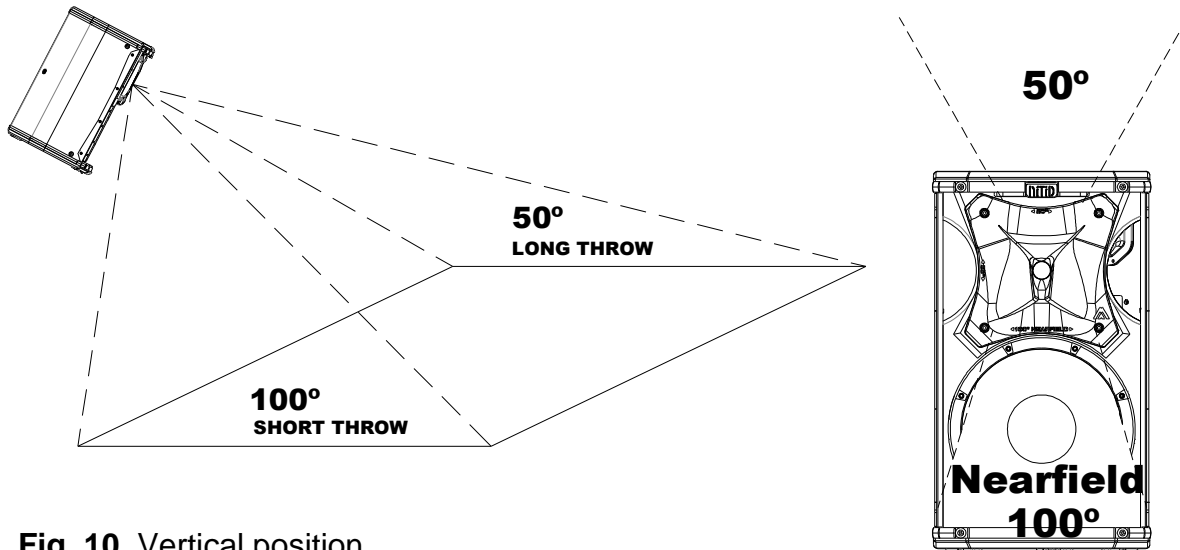 50º
LONG THROW
100º
SHORT THROW
50º
Nearfield
100º
Fig. 10 Vertical position